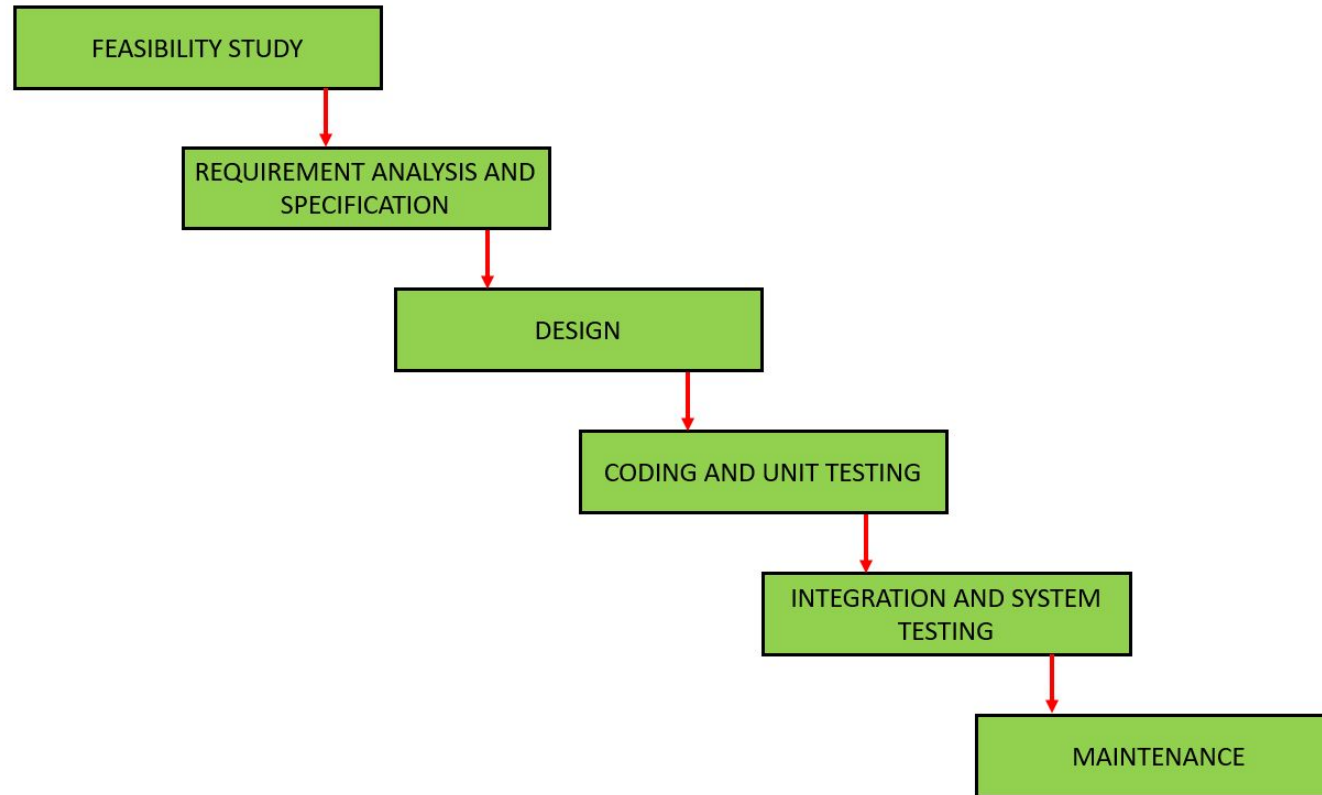 FEASIBILITY STUDY
REQUIREMENT ANALYSIS AND
SPECIFICATION
DESIGN
CODING AND UNIT TESTING
INTEGRATION AND SYSTEM
TESTING
MAINTENANCE